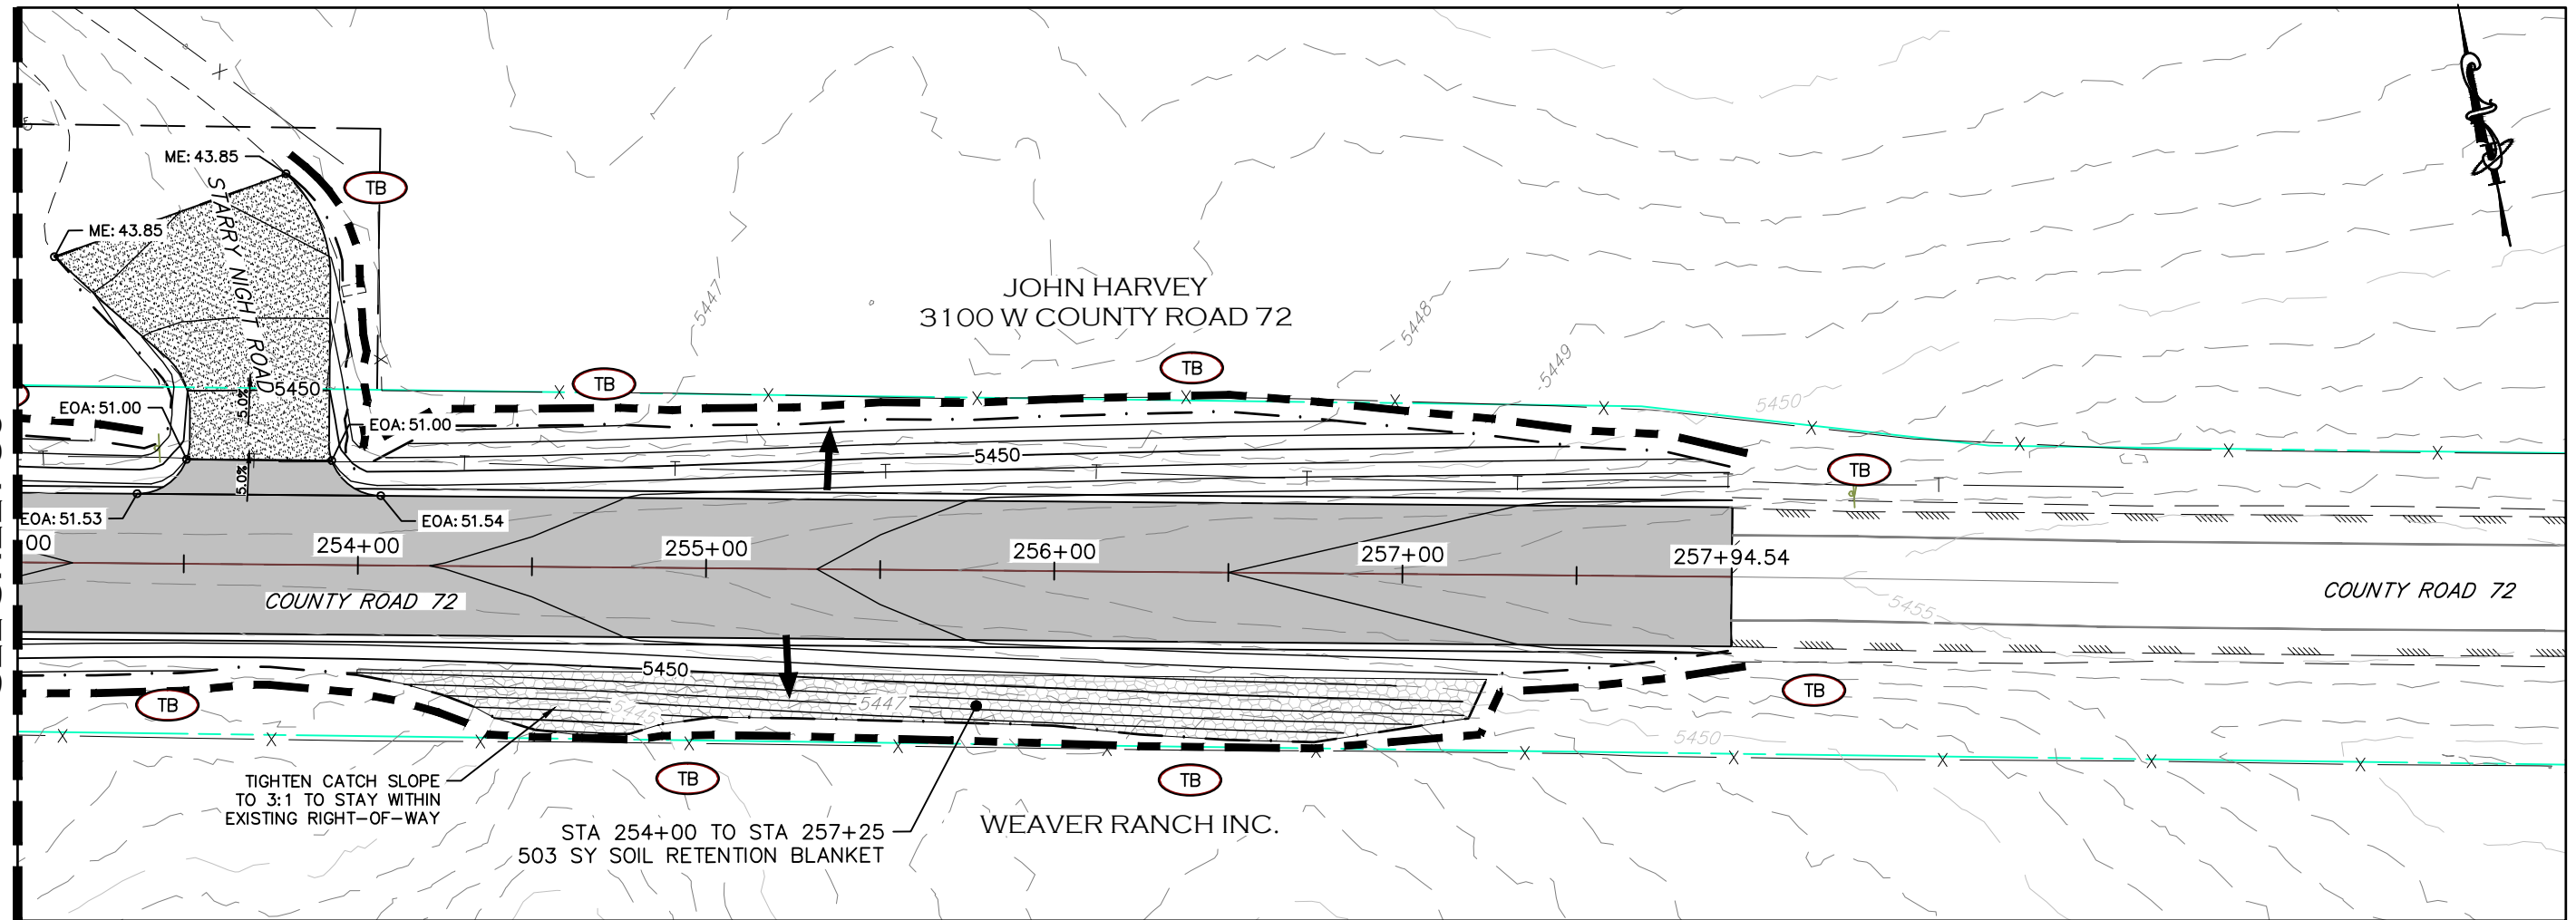 ME: 43.85
TB
ME: 43.85
STARRY NIGHT ROAD
5447
JOHN HARVEY
3100 W COUNTY ROAD 72
5448
5449
TB
TB
5450
5450
5.0%
EOA: 51.00
EOA: 51.00
5450
TB
5.0%
EOA: 51.53
EOA: 51.54
00
254+00
255+00
256+00
257+00
257+94.54
COUNTY ROAD 72
5455
COUNTY ROAD 72
5450
TB
5445
5447
TB
5450
TIGHTEN CATCH SLOPE
TO 3:1 TO STAY WITHIN
EXISTING RIGHT-OF-WAY
TB
TB
STA 254+00 TO STA 257+25
503 SY SOIL RETENTION BLANKET
WEAVER RANCH INC.